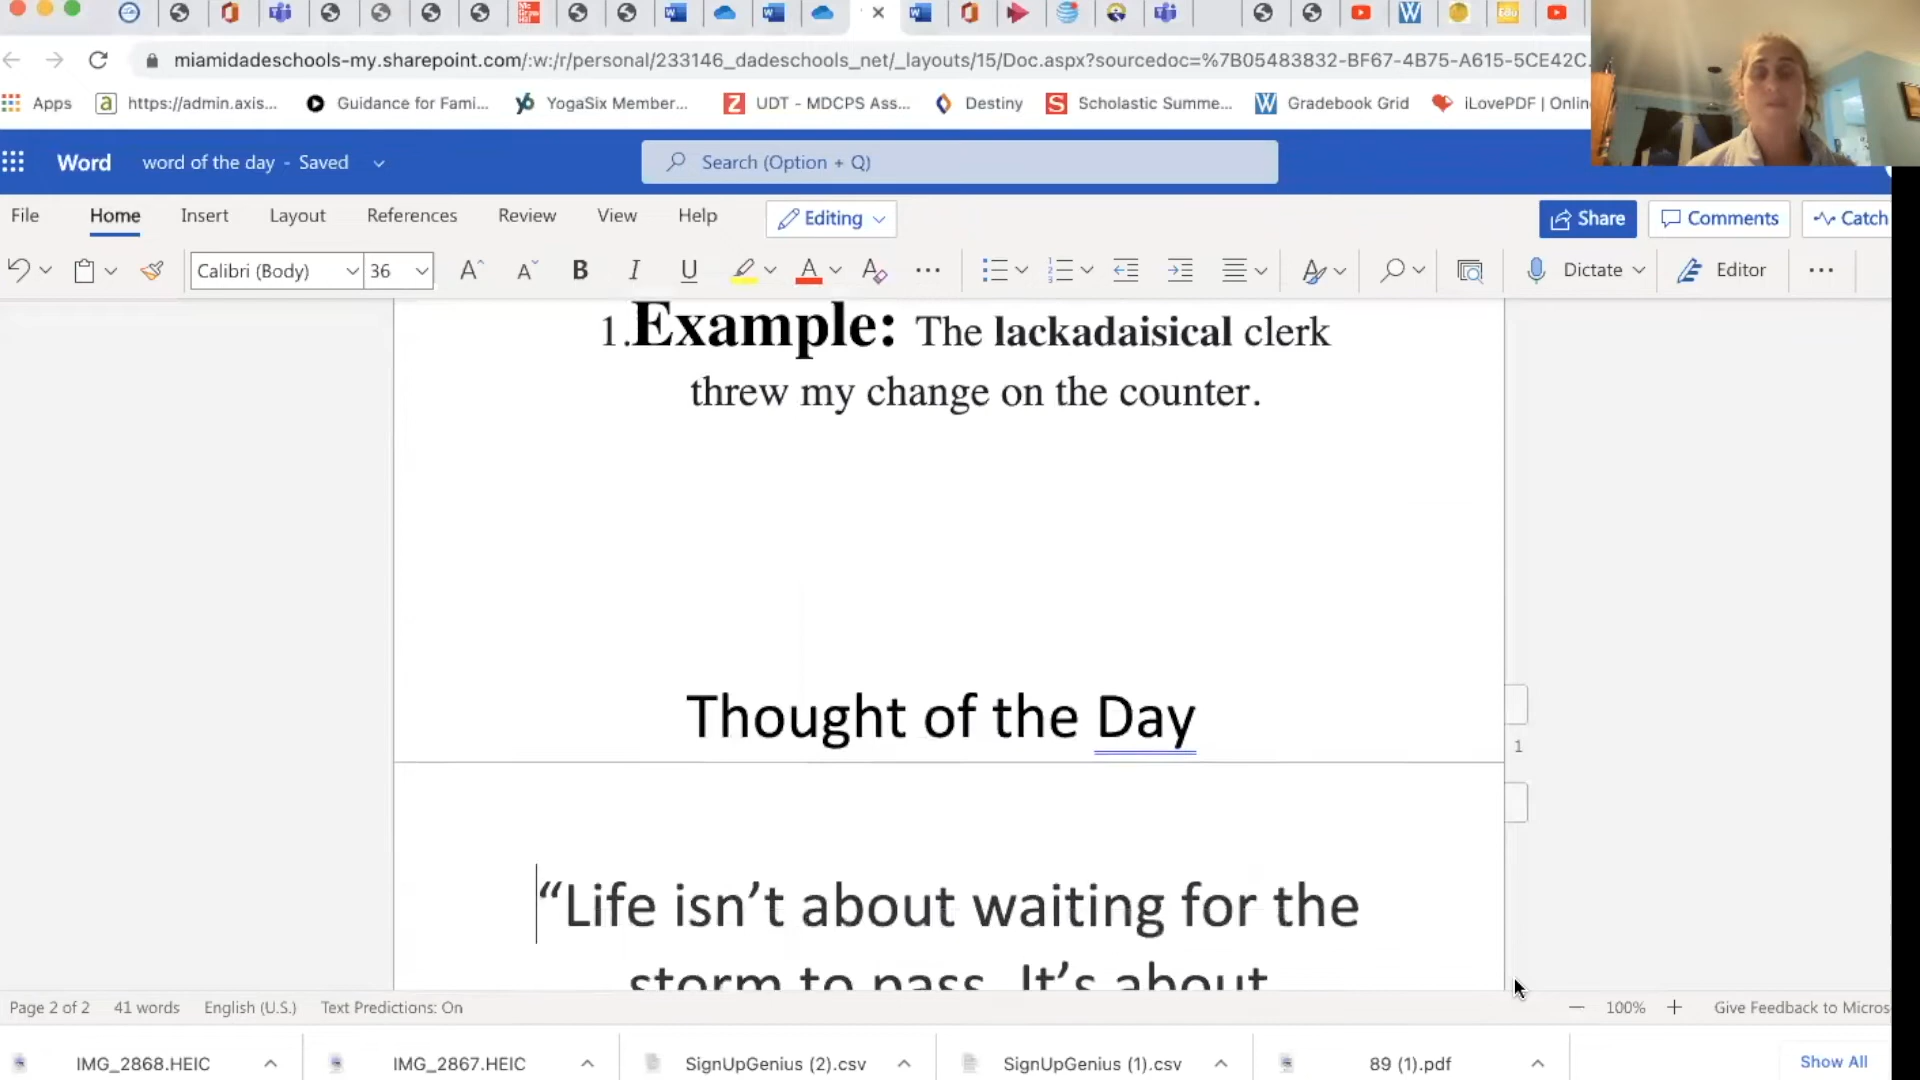 miamidadeschools-my.sharepoint.com/:w:/r/personal/233146_dadeschools_net/_layouts/15/Doc.aspx?sourcedoc=%7B05483832-BF67-4B75-A615-5CE42C.
Apps https://admin.axis... Guidance for Fami... YogaSix Member... UDT - MDCPS Ass... Destiny Scholastic Summe... Gradebook Grid iLovePDF | Onlin
Word word of the day - Saved Search (Option + Q)
File Home Insert Layout References Review View Help Editing Share Comments Catch
Calibri (Body) 36 A A B I U A A ... Dictate Editor ...
1.Example: The lackadaisical clerk
threw my change on the counter.
Thought of the Day
1
“Life isn’t about waiting for the
storm to pass. It’s about
Page 2 of 2 41 words English (U.S.) Text Predictions: On 100% Give Feedback to Micros
IMG_2868.HEIC IMG_2867.HEIC SignUpGenius (2).csv SignUpGenius (1).csv 89 (1).pdf Show All